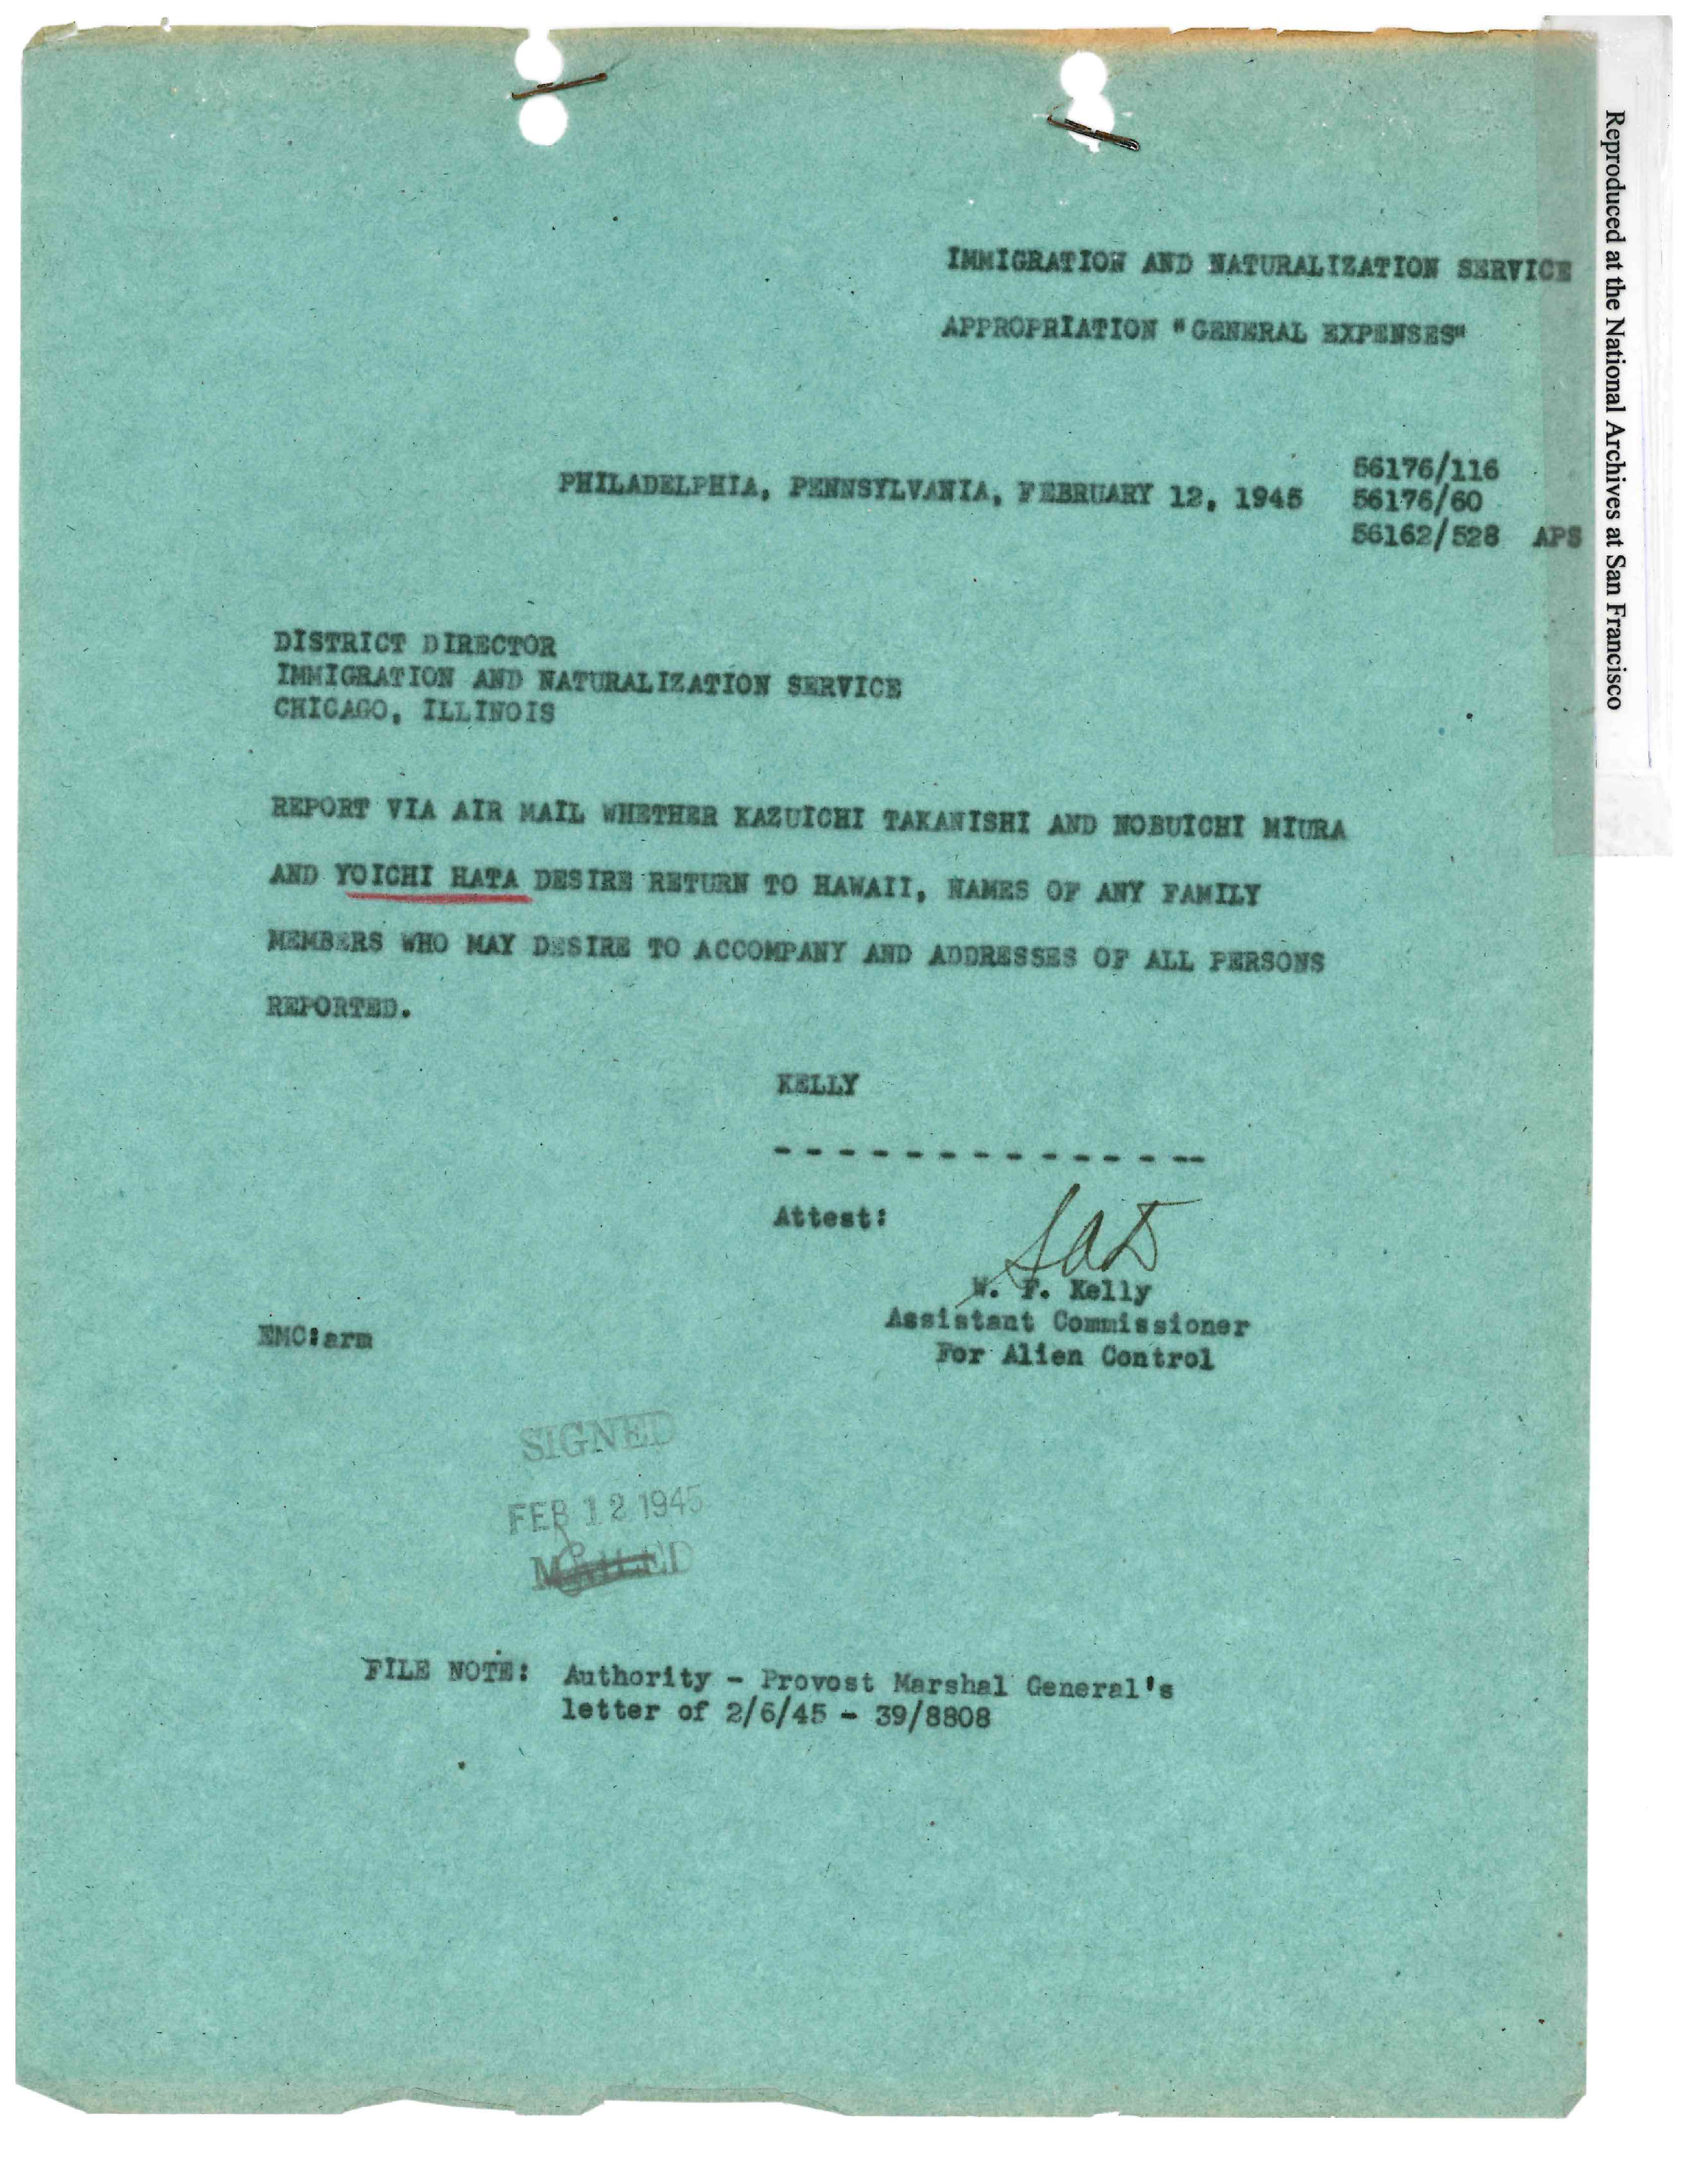 IMMIGRATION AND NATURALIZATION SERVICE
APPROPRIATION "GENERAL EXPENSES"
56176/116
PHILADELPHIA, PENNSYLVANIA, FEBRUARY 12, 1945 56176/60
56162/528 APS
DISTRICT DIRECTOR
IMMIGRATION AND NATURALIZATION SERVICE
CHICAGO, ILLINOIS
REPORT VIA AIR MAIL WHETHER KAZUICHI TAKANISHI AND NOBUICHI MIURA
AND YOICHI HATA DESIRE RETURN TO HAWAII, NAMES OF ANY FAMILY
MEMBERS WHO MAY DESIRE TO ACCOMPANY AND ADDRESSES OF ALL PERSONS
REPORTED.
KELLY
- - - - - - - - - - - - - --
Attest:
W. F. Kelly
Assistant Commissioner
For Alien Control
EMC:arm
SIGNED
FEB 12 1945
MAILED
FILE NOTE: Authority - Provost Marshal General's
letter of 2/6/45 - 39/8808
Reproduced at the National Archives at San Francisco